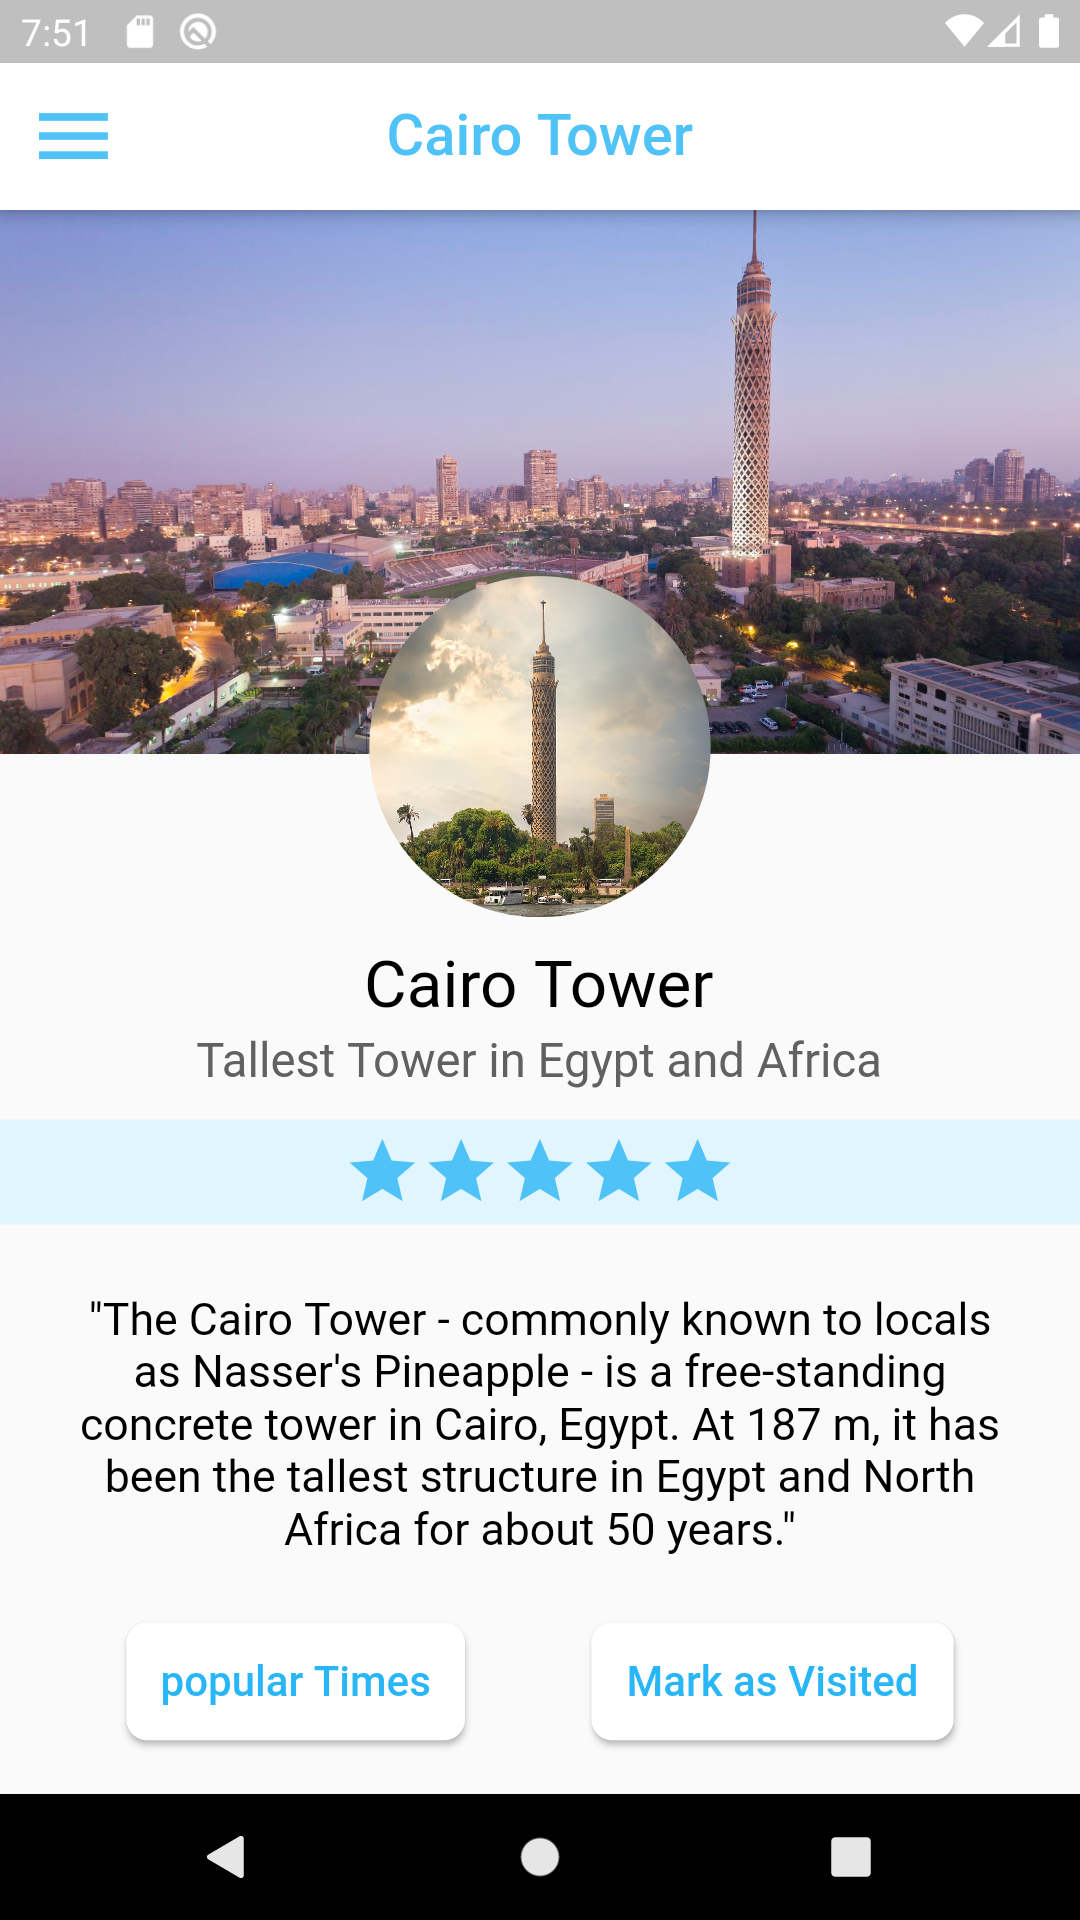 7:51
Cairo Tower
Cairo Tower
Tallest Tower in Egypt and Africa
"The Cairo Tower - commonly known to locals
as Nasser's Pineapple - is a free-standing
concrete tower in Cairo, Egypt. At 187 m, it has
been the tallest structure in Egypt and North
Africa for about 50 years."
popular Times
Mark as Visited